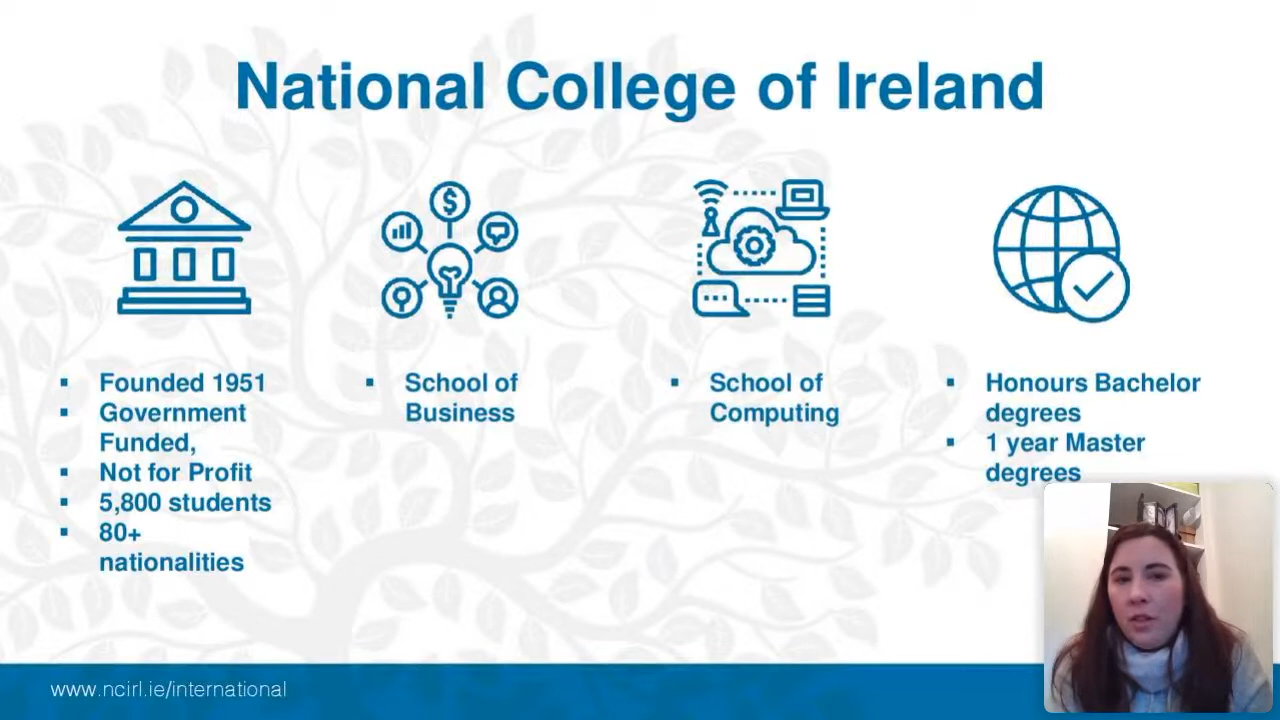 National College of Ireland
▪ Founded 1951
▪ Government
Funded,
▪ Not for Profit
▪ 5,800 students
▪ 80+
nationalities
▪ School of
Business
▪ School of
Computing
▪ Honours Bachelor
degrees
▪ 1 year Master
degrees
www.ncirl.ie/international